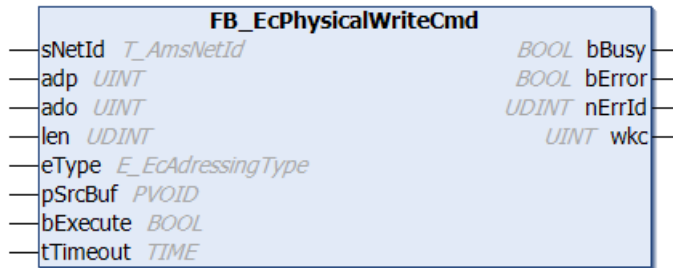 FB_EcPhysicalWriteCmd
sNetId T_AmsNetId BOOL bBusy
adp UINT BOOL bError
ado UINT UDINT nErrId
len UDINT UINT wkc
eType E_EcAdressingType
pSrcBuf PVOID
bExecute BOOL
tTimeout TIME